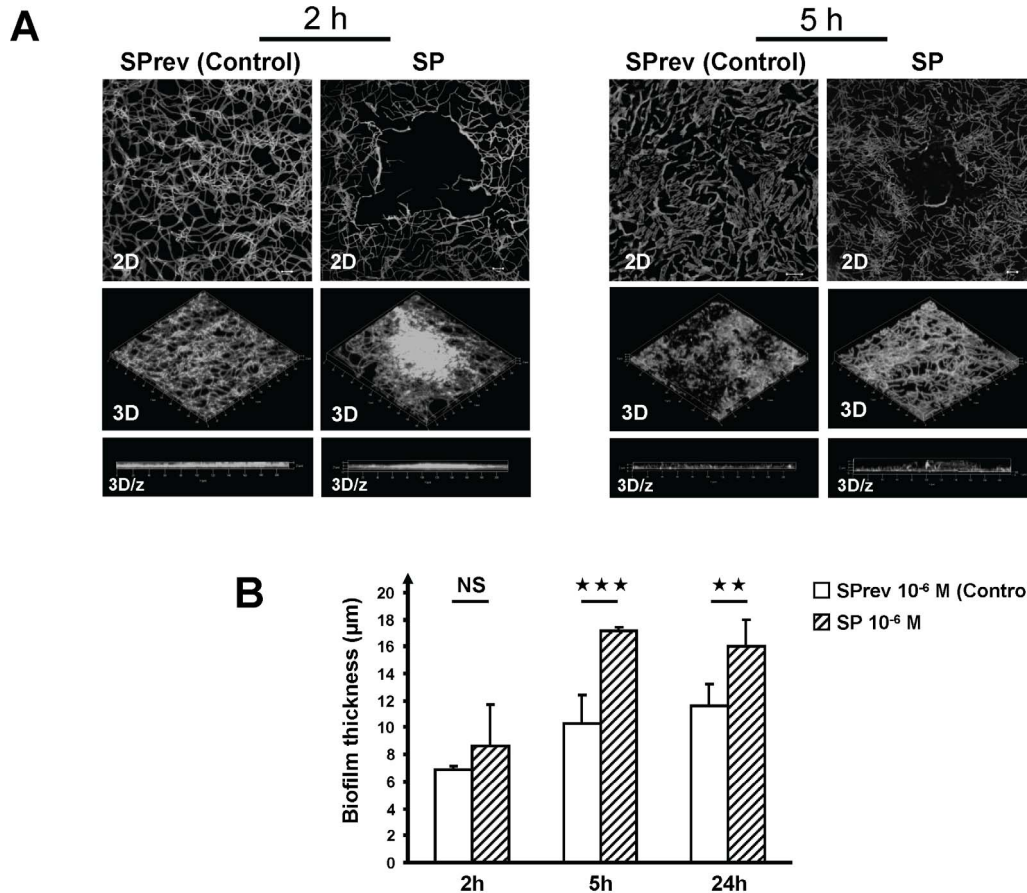 A
2 h
5 h
SPrev (Control)
SP
SPrev (Control)
SP
2D
2D
2D
2D
3D
3D
3D
3D
3D/z
3D/z
3D/z
3D/z
B
Biofilm thickness (µm)
20
18
16
14
12
10
8
6
4
2
0
NS
★★★
★★
2h
5h
24h
SPrev 10⁻⁶ M (Contro
SP 10⁻⁶ M